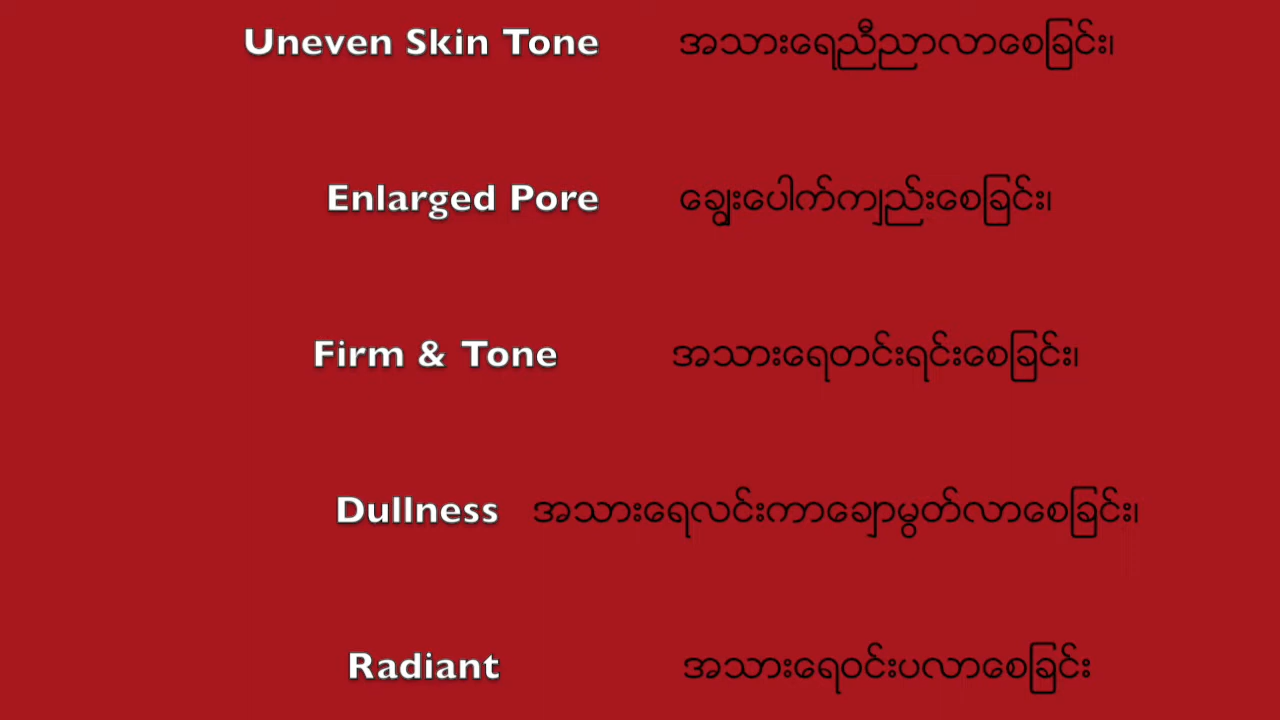 Uneven Skin Tone အသားရေညီညာလာစေခြင်း၊
Enlarged Pore ချွေးပေါက်ကျည်းစေခြင်း၊
Firm & Tone အသားရေတင်းရင်းစေခြင်း၊
Dullness အသားရေလင်းကာချောမွတ်လာစေခြင်း၊
Radiant အသားရေဝင်းပလာစေခြင်း